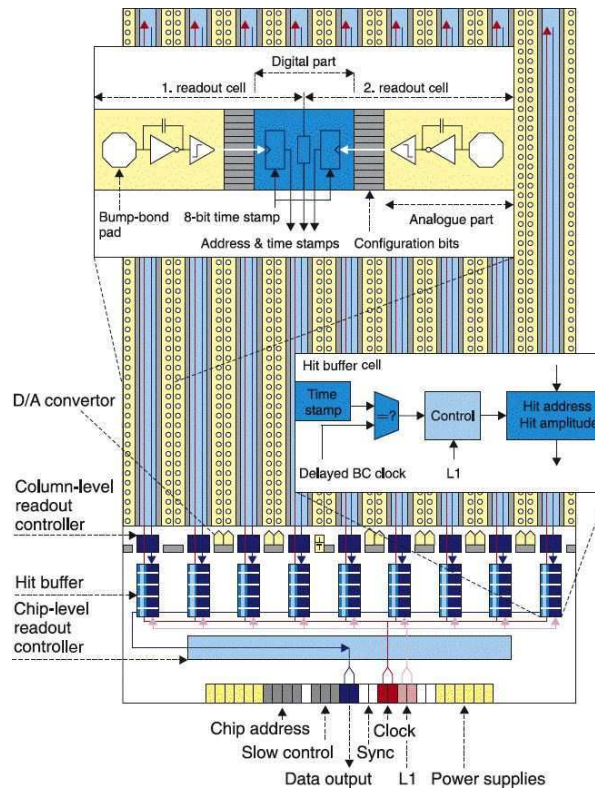 Digital part
1. readout cell
2. readout cell
Bump-bond
pad
8-bit time stamp
Analogue part
Address & time stamps
Configuration bits
Hit buffer cell
Time
stamp
=?
Control
Hit address
Hit amplitude
Delayed BC clock
L1
D/A convertor
Column-level
readout
controller
Hit buffer
Chip-level
readout
controller
Chip address
Slow control
Data output
Sync
Clock
L1
Power supplies